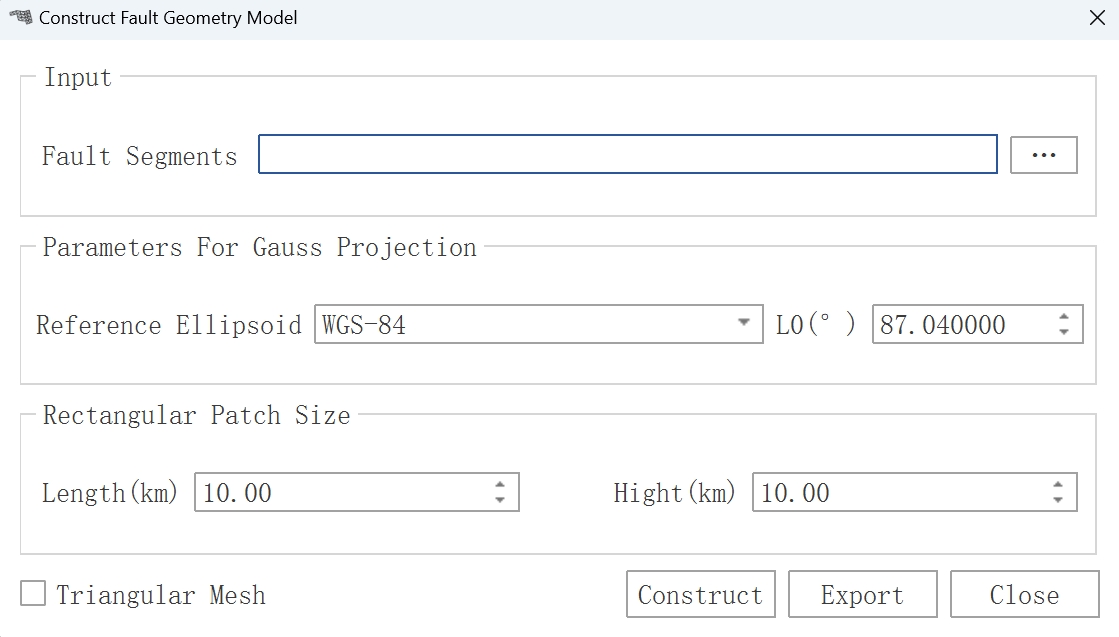 Construct Fault Geometry Model
Input
Fault Segments ...
Parameters For Gauss Projection
Reference Ellipsoid WGS-84 L0(° ) 87.040000
Rectangular Patch Size
Length(km) 10.00 Hight(km) 10.00
Triangular Mesh Construct Export Close